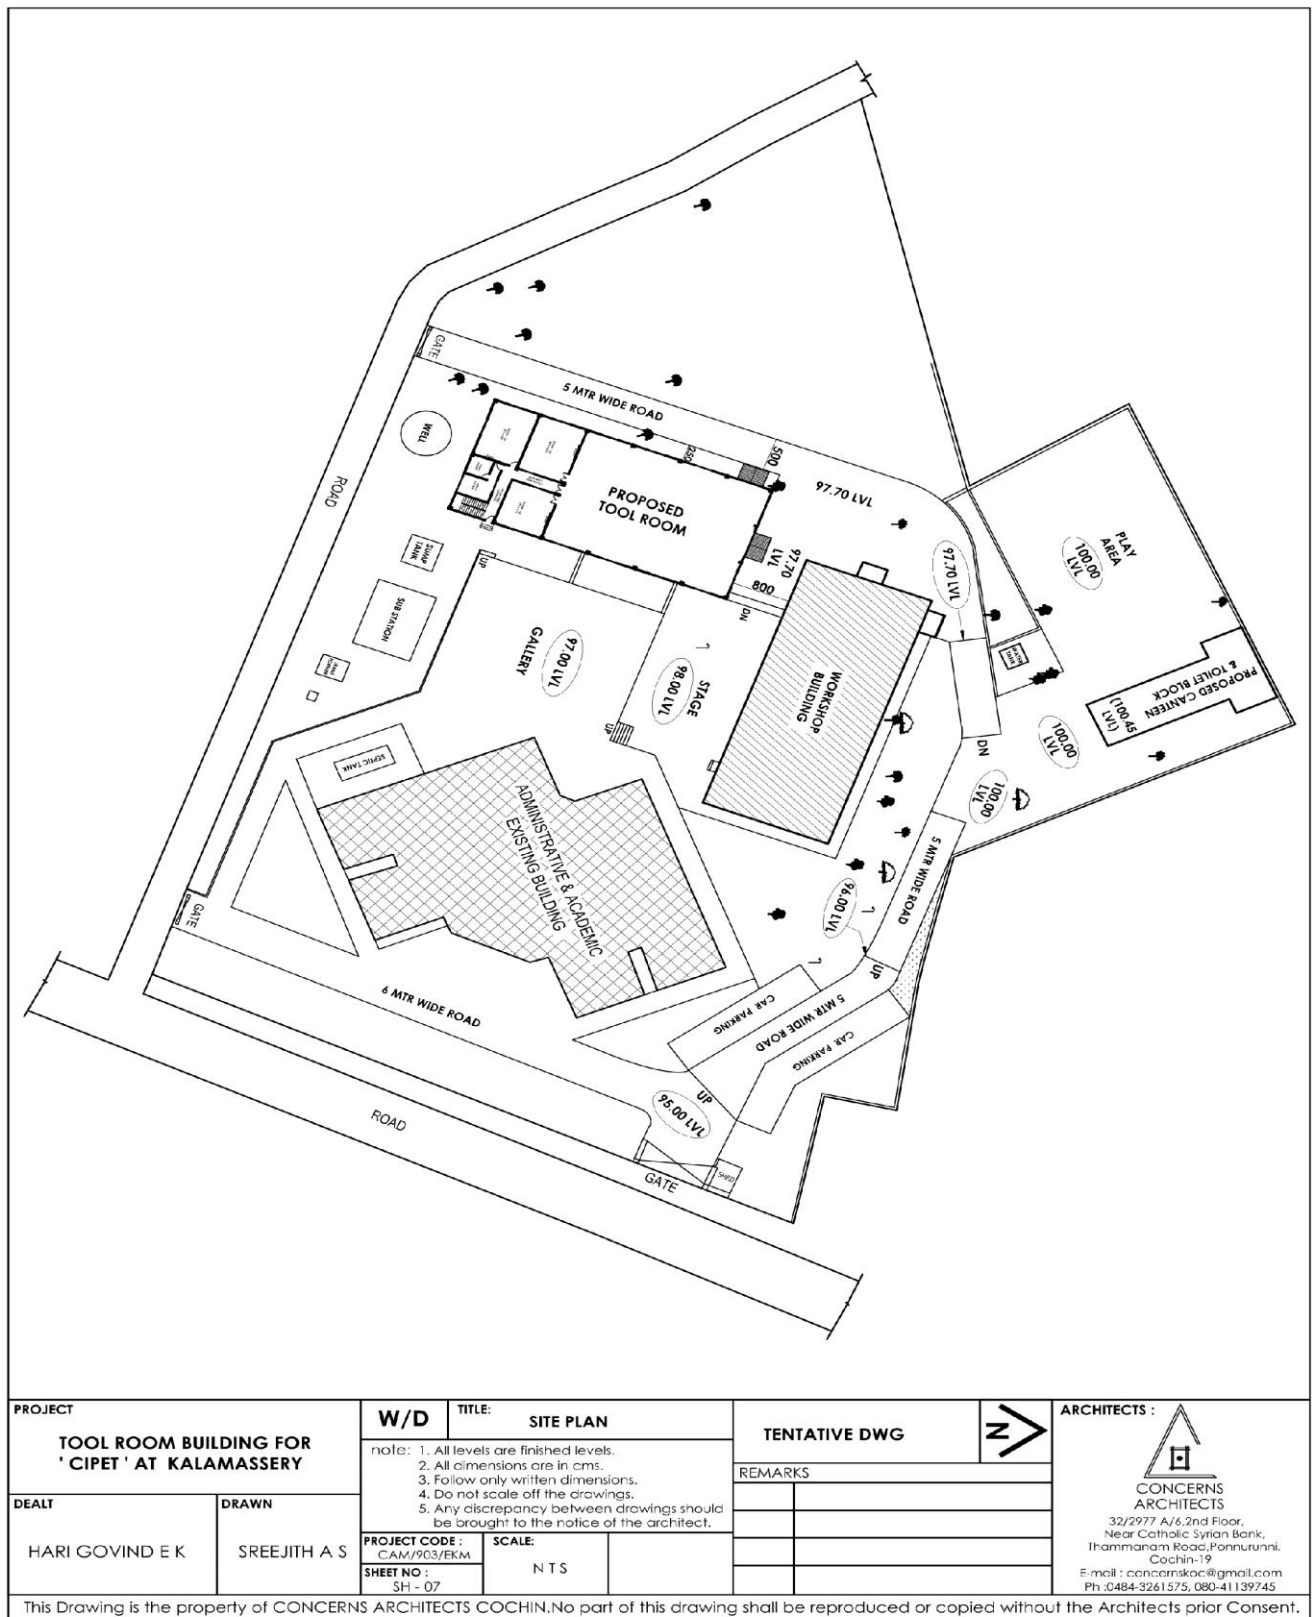 GATE
5 MTR WIDE ROAD
WELL
ROAD
250
500
PROPOSED
TOOL ROOM
97.70 LVL
97.70
LVL
800
97.70 LVL
PLAY
AREA
100.00
LVL
SUMP
TANK
UP
SUB STATION
GALLERY
97.00 LVL
DN
STAGE
98.00 LVL
UP
WORKSHOP
BUILDING
WATER
TANK
PROPOSED CANTEEN
& TOILET BLOCK
(100.45
LVL)
100.00
LVL
DN
100.00
LVL
SEPTIC TANK
ADMINISTRATIVE & ACADEMIC
EXISTING BUILDING
5 MTR WIDE ROAD
96.00 LVL
UP
GATE
6 MTR WIDE ROAD
CAR PARKING
5 MTR WIDE ROAD
CAR PARKING
UP
95.00 LVL
ROAD
GATE
SHED
PROJECT
TOOL ROOM BUILDING FOR
' CIPET ' AT KALAMASSERY
DEALT
HARI GOVIND E K
DRAWN
SREEJITH A S
W/D
TITLE:
SITE PLAN
note: 1. All levels are finished levels.
2. All dimensions are in cms.
3. Follow only written dimensions.
4. Do not scale off the drawings.
5. Any discrepancy between drawings should
be brought to the notice of the architect.
PROJECT CODE :
CAM/903/EKM
SHEET NO :
SH - 07
SCALE:
N T S
TENTATIVE DWG
N
REMARKS
ARCHITECTS :
CONCERNS
ARCHITECTS
32/2977 A/6,2nd Floor,
Near Catholic Syrian Bank,
Thammanam Road,Ponnurunni,
Cochin-19
E-mail : concernskoc@gmail.com
Ph :0484-3261575, 080-41139745
This Drawing is the property of CONCERNS ARCHITECTS COCHIN.No part of this drawing shall be reproduced or copied without the Architects prior Consent.